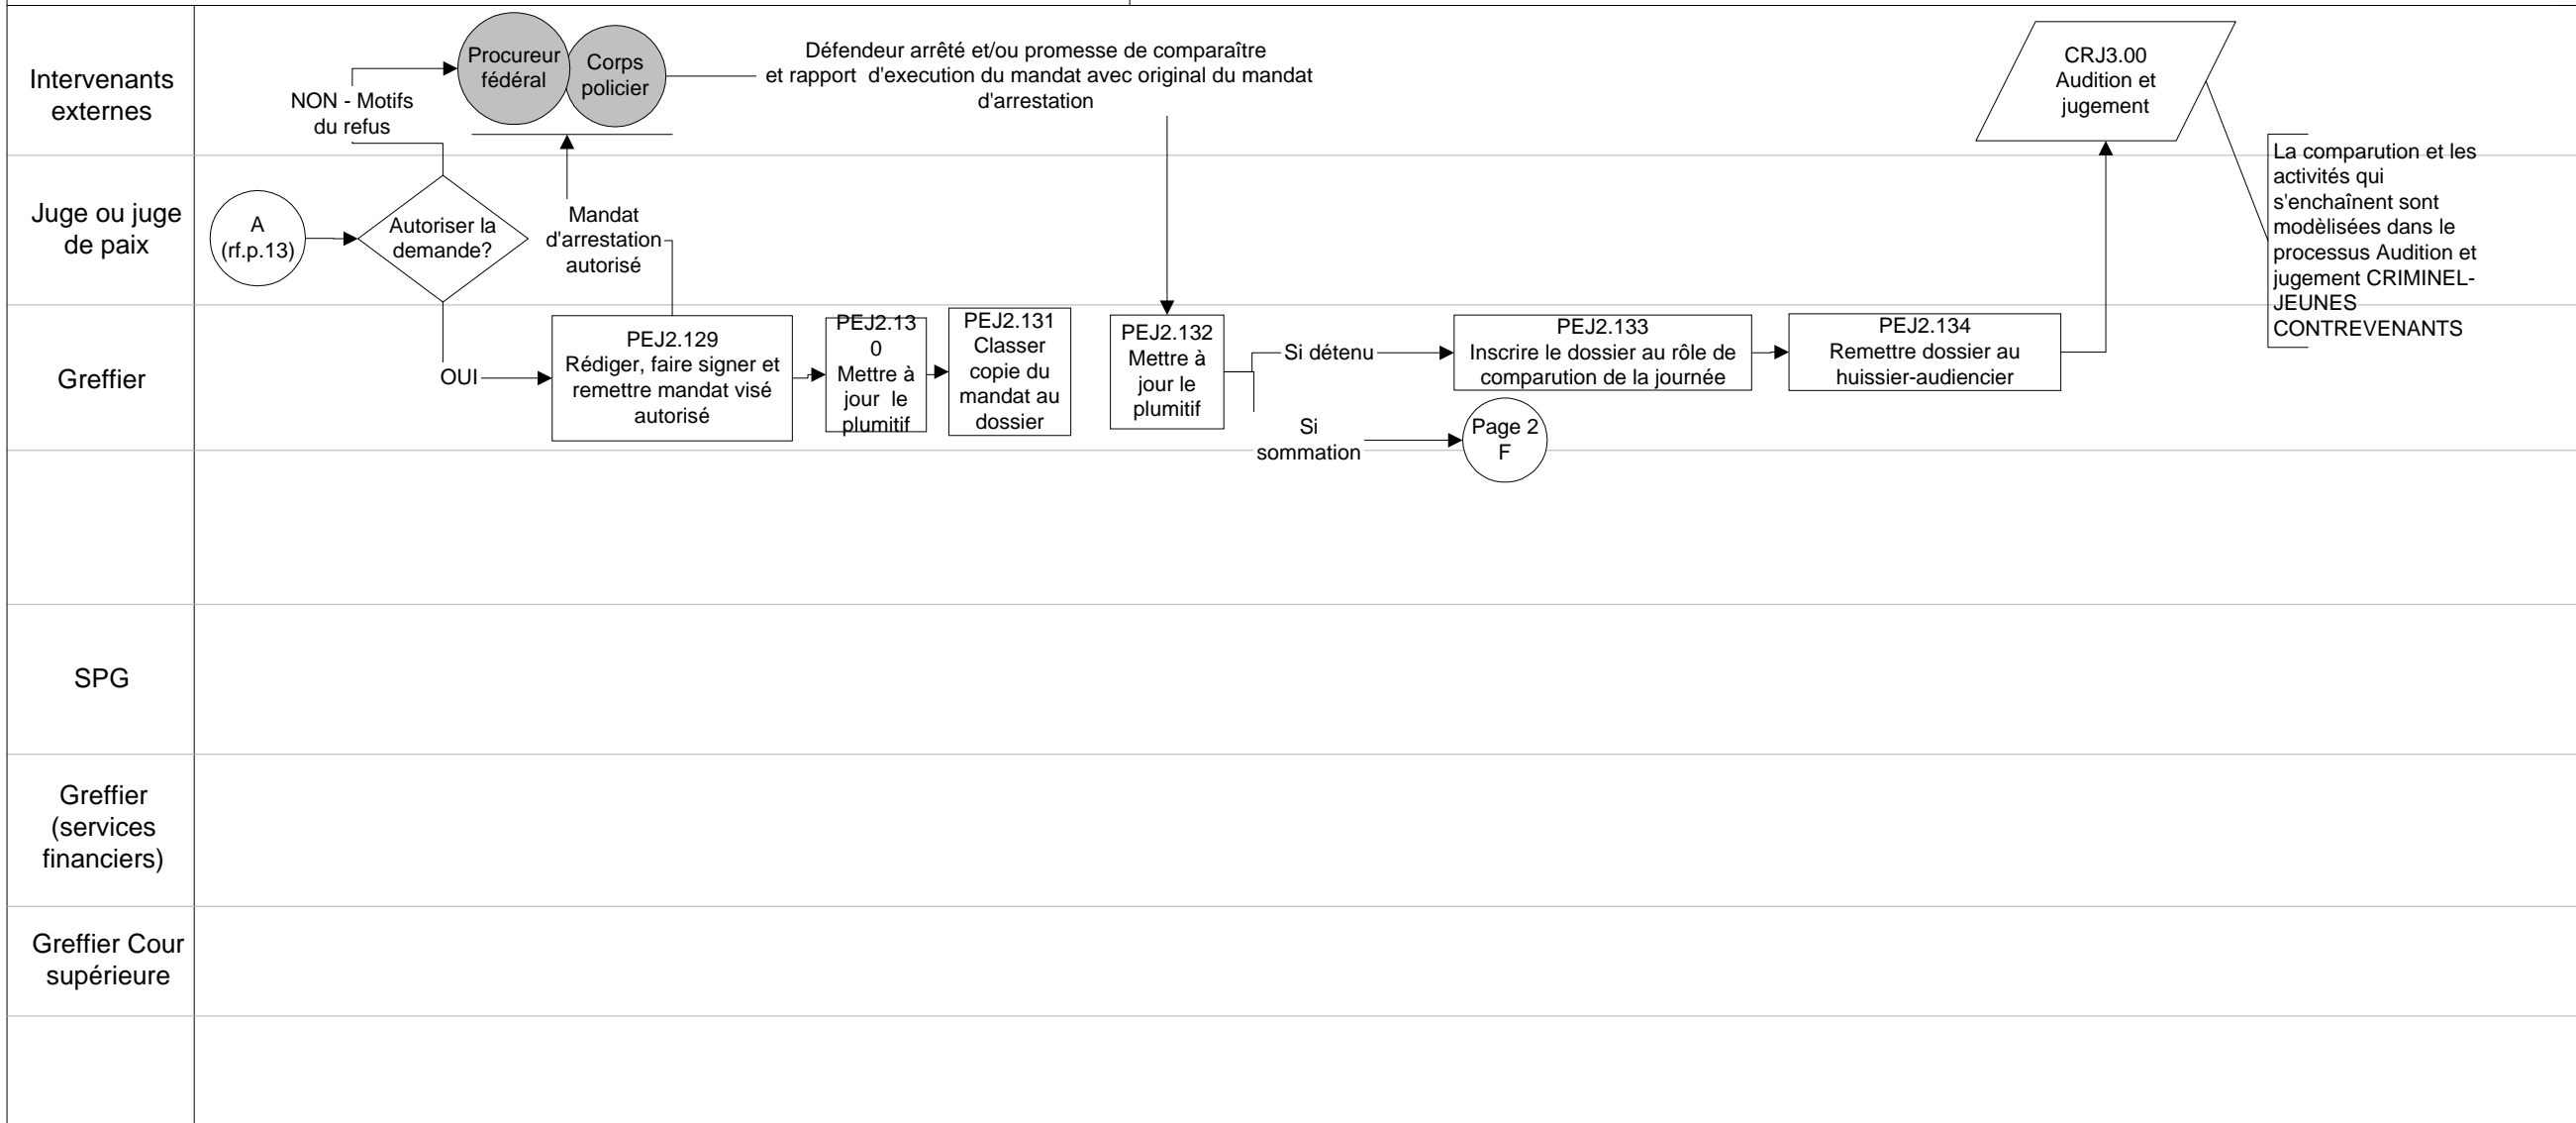 Intervenants
externes
Procureur
fédéral
Corps
policier
NON - Motifs
du refus
Défendeur arrêté et/ou promesse de comparaître
et rapport d'execution du mandat avec original du mandat
d'arrestation
CRJ3.00
Audition et
jugement
La comparution et les
activités qui
s'enchaînent sont
modèlisées dans le
processus Audition et
jugement CRIMINEL-
JEUNES
CONTREVENANTS
Juge ou juge
de paix
A
(rf.p.13)
Autoriser la
demande?
Mandat
d'arrestation
autorisé
Greffier
OUI
PEJ2.129
Rédiger, faire signer et
remettre mandat visé
autorisé
PEJ2.13
0
Mettre à
jour le
plumitif
PEJ2.131
Classer
copie du
mandat au
dossier
PEJ2.132
Mettre à
jour le
plumitif
Si détenu
PEJ2.133
Inscrire le dossier au rôle de
comparution de la journée
PEJ2.134
Remettre dossier au
huissier-audiencier
Si
sommation
Page 2
F
SPG
Greffier
(services
financiers)
Greffier Cour
supérieure